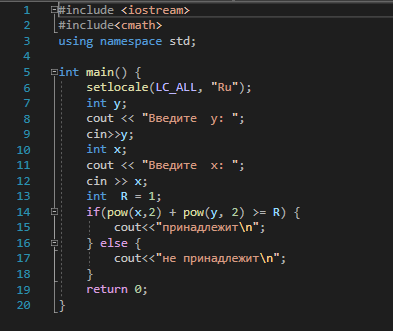 1 #include <iostream>
2 #include<cmath>
3 using namespace std;
4
5 int main() {
6 setlocale(LC_ALL, "Ru");
7 int y;
8 cout << "Введите  y: ";
9 cin>>y;
10 int x;
11 cout << "Введите  x: ";
12 cin >> x;
13 int  R = 1;
14 if(pow(x,2) + pow(y, 2) >= R) {
15 cout<<"принадлежит\n";
16 } else {
17 cout<<"не принадлежит\n";
18 }
19 return 0;
20 }